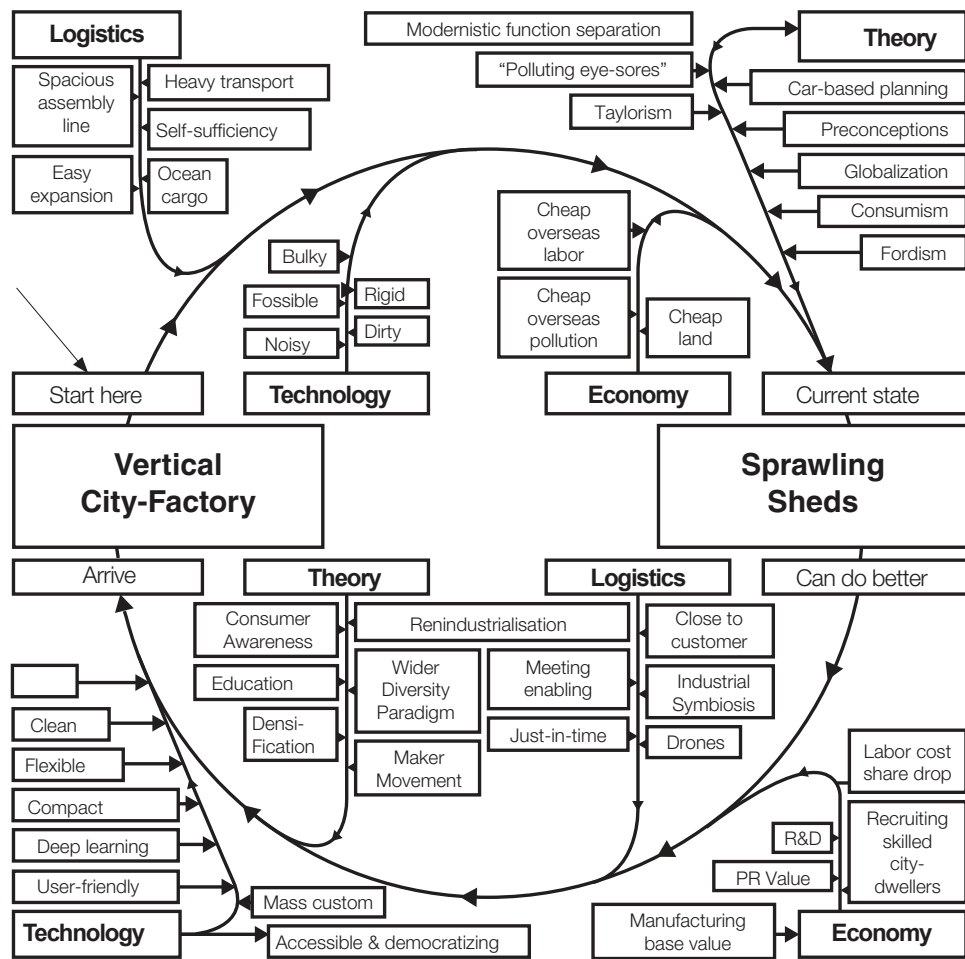 Logistics
Spacious
assembly
line
Heavy transport
Self-sufficiency
Easy
expansion
Ocean
cargo
Modernistic function separation
“Polluting eye-sores”
Taylorism
Theory
Car-based planning
Preconceptions
Globalization
Consumism
Fordism
Bulky
Fossible
Rigid
Noisy
Dirty
Technology
Cheap
overseas
labor
Cheap
overseas
pollution
Cheap
land
Economy
Start here
Current state
Vertical
City-Factory
Sprawling
Sheds
Arrive
Can do better
Theory
Consumer
Awareness
Renindustrialisation
Education
Wider
Diversity
Paradigm
Densi-
Fication
Maker
Movement
Logistics
Close to
customer
Meeting
enabling
Industrial
Symbiosis
Just-in-time
Drones
Clean
Flexible
Compact
Deep learning
User-friendly
Mass custom
Technology
Accessible & democratizing
Labor cost
share drop
R&D
Recruiting
skilled
city-
dwellers
PR Value
Manufacturing
base value
Economy